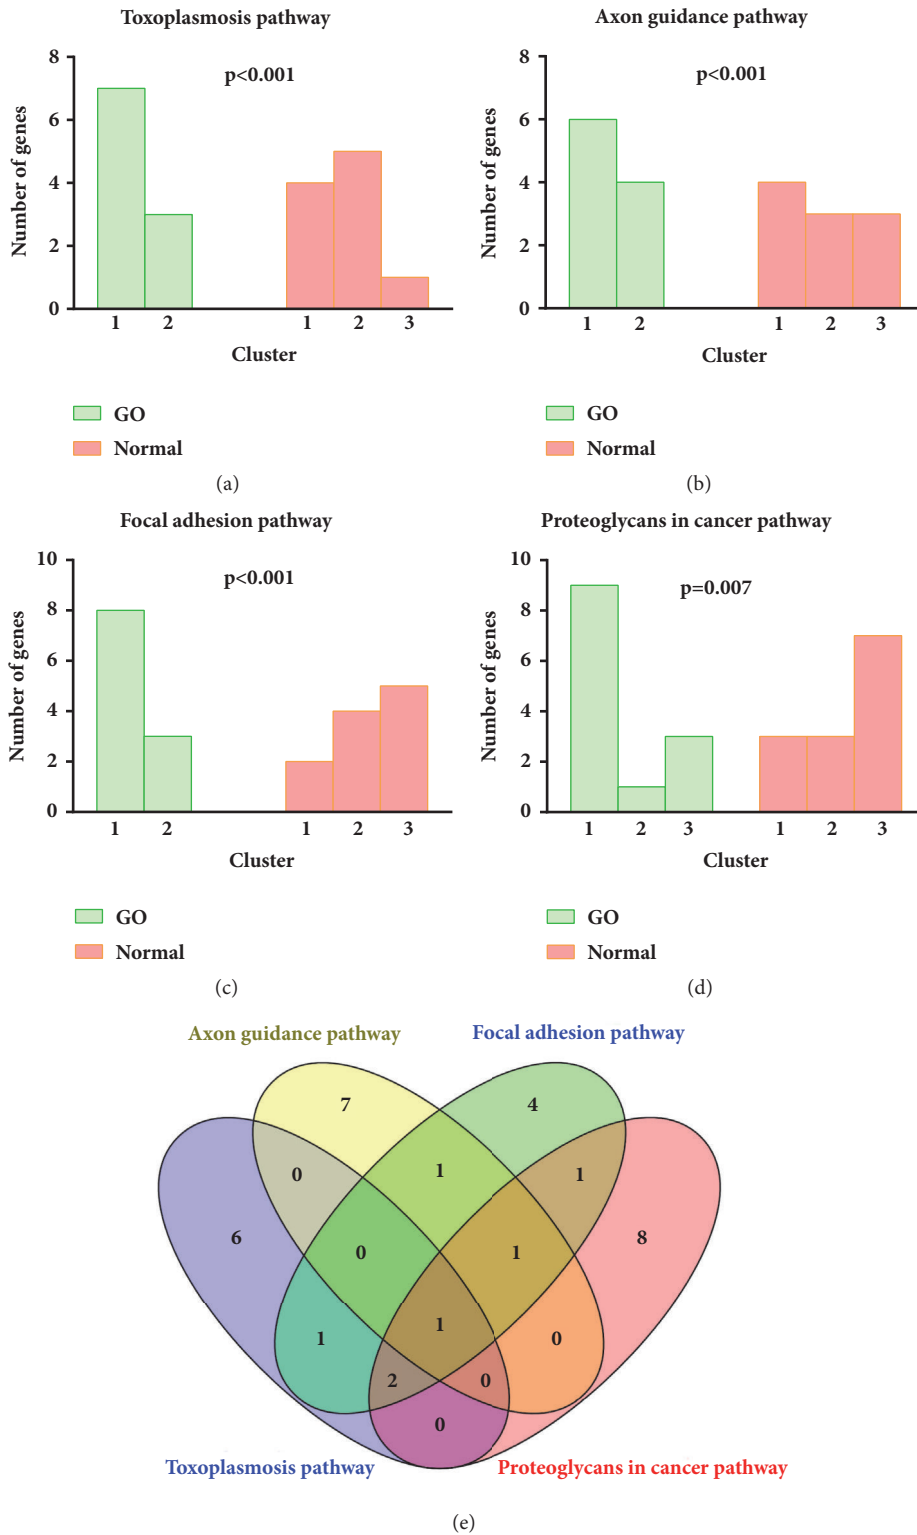 Toxoplasmosis pathway
8
6
4
2
0
Number of genes
p<0.001
1 2 1 2 3
Cluster
GO
Normal
(a)
Axon guidance pathway
8
6
4
2
0
Number of genes
p<0.001
1 2 1 2 3
Cluster
GO
Normal
(b)
Focal adhesion pathway
10
8
6
4
2
0
Number of genes
p<0.001
1 2 1 2 3
Cluster
GO
Normal
(c)
Proteoglycans in cancer pathway
10
8
6
4
2
0
Number of genes
p=0.007
1 2 3 1 2 3
Cluster
GO
Normal
(d)
Axon guidance pathway Focal adhesion pathway
7 4
0 1 1
6 0 1 8
1 1 0
2 0
0
Toxoplasmosis pathway Proteoglycans in cancer pathway
(e)